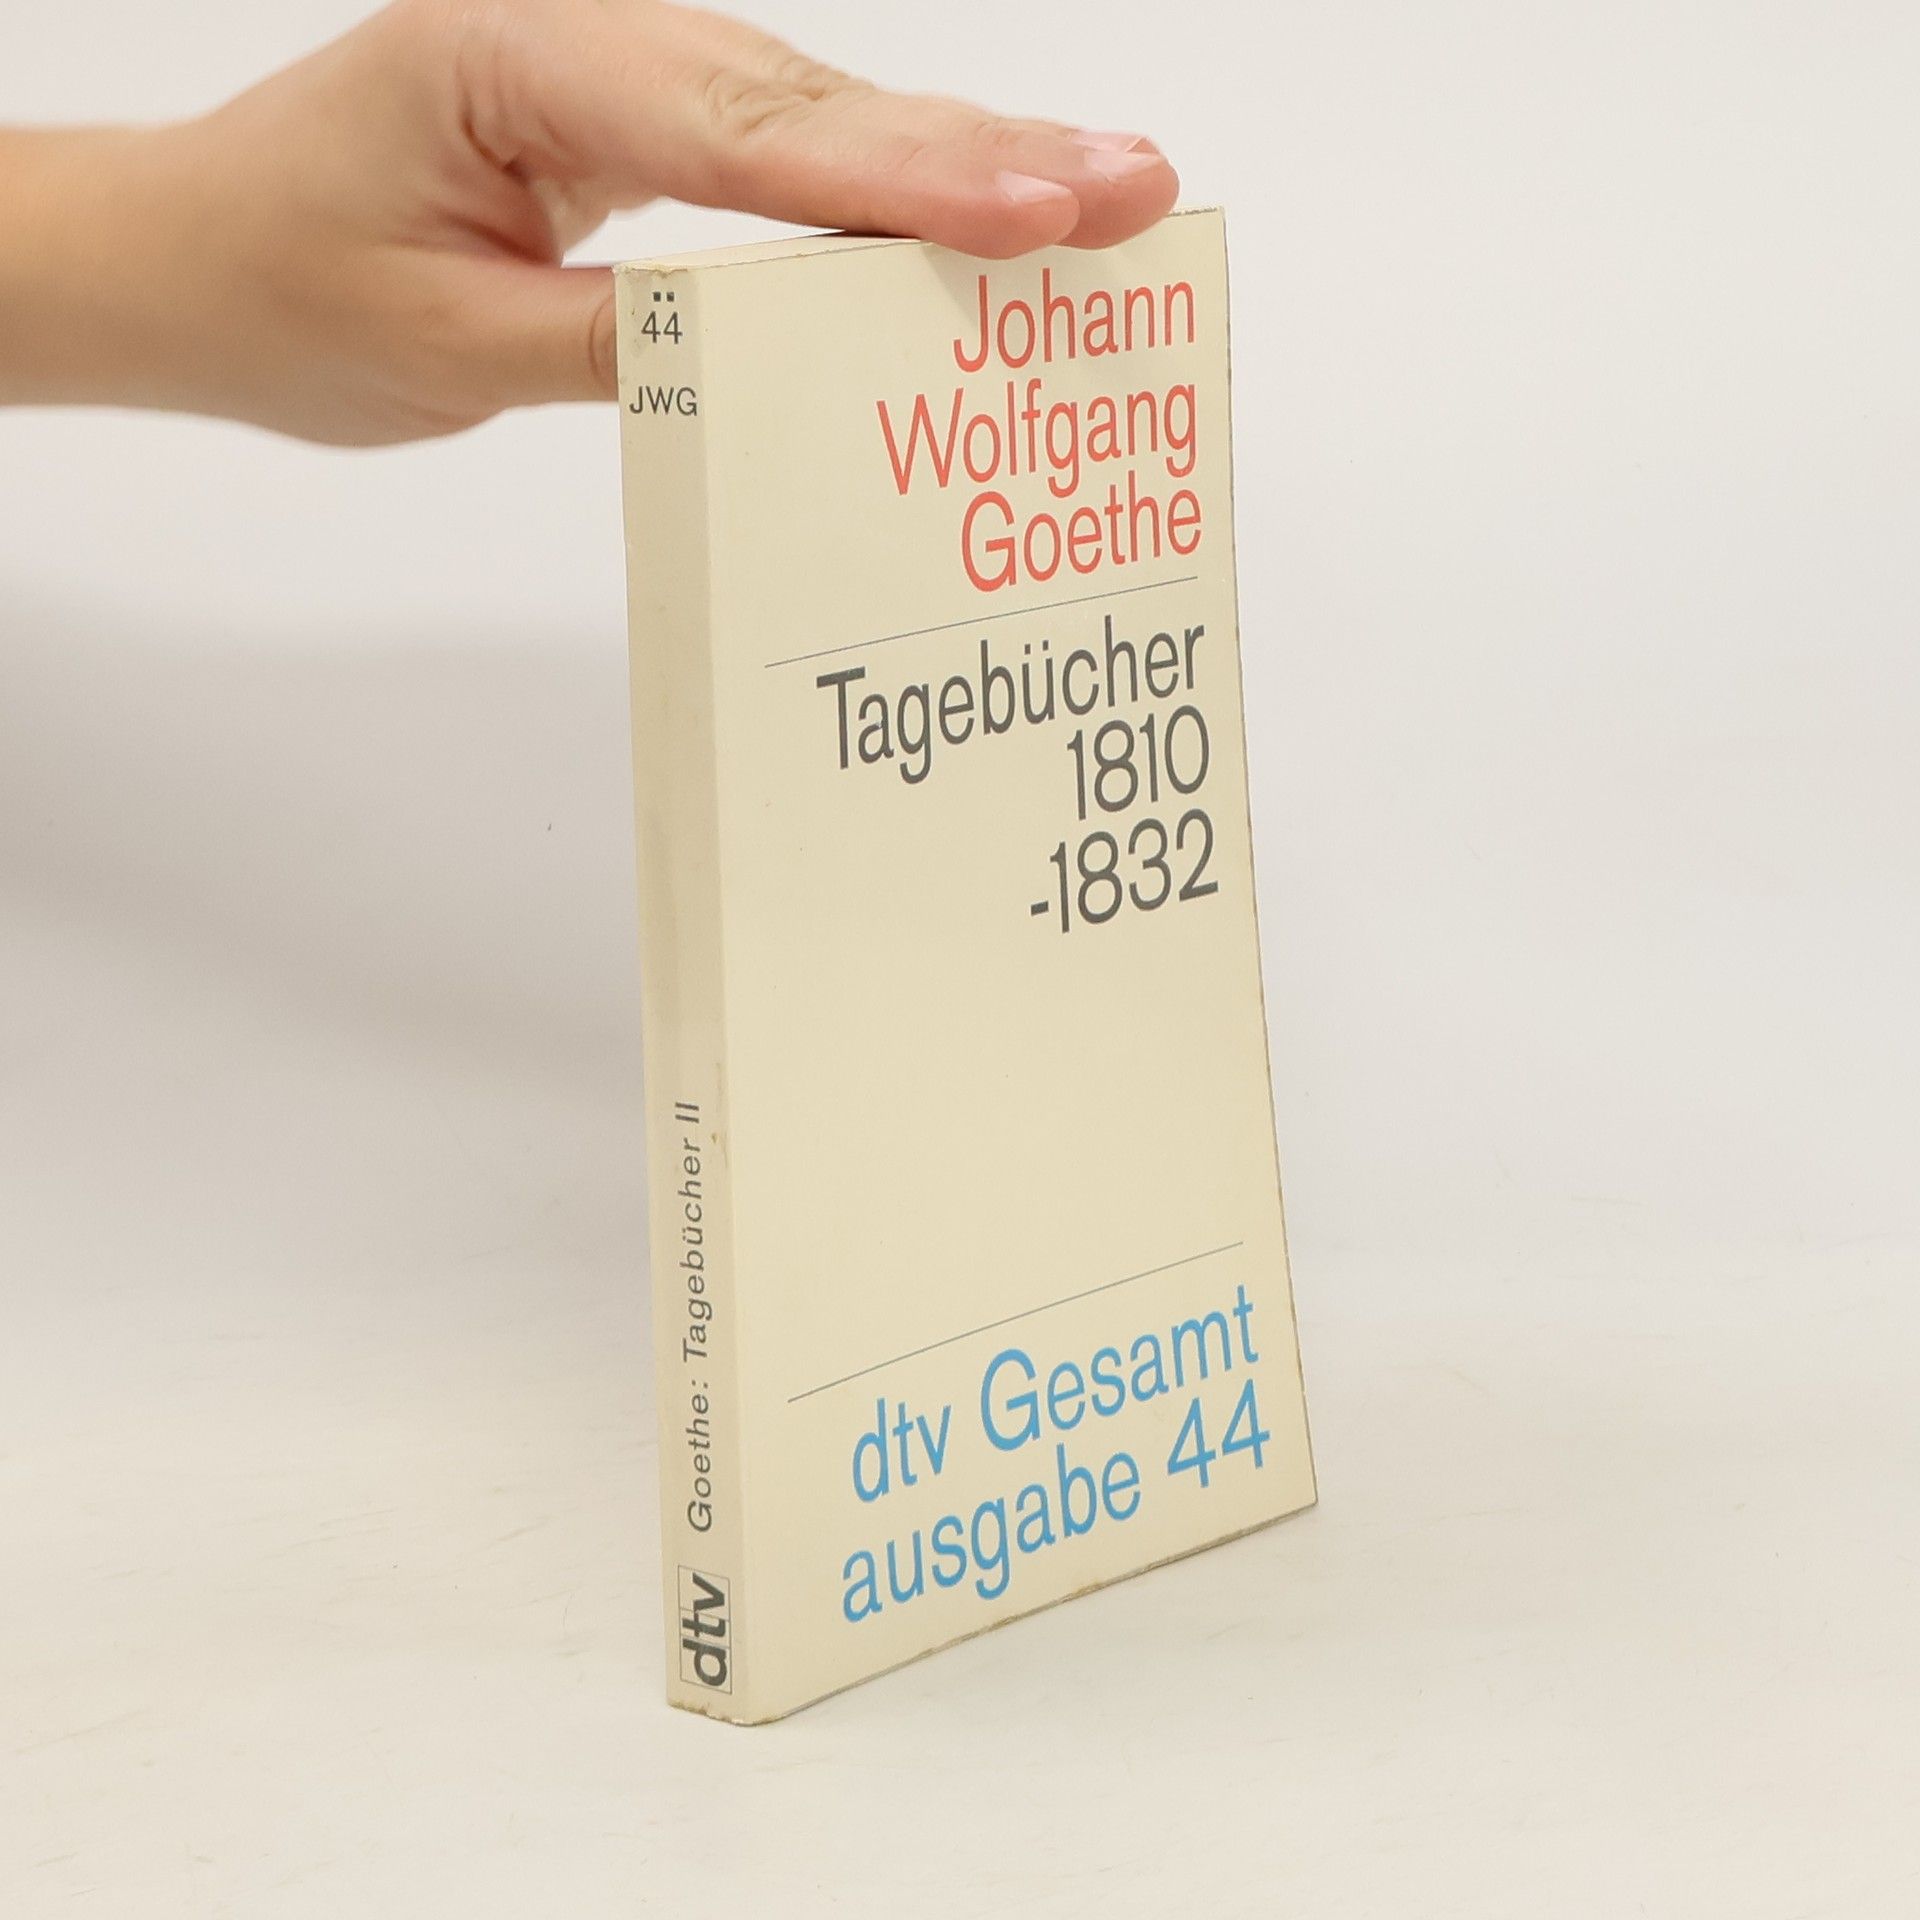 44
JWG
Goethe: Tagebücher II
dtv
Johann
Wolfgang
Goethe
Tagebücher
1810
-1832
dtv Gesamt
ausgabe 44